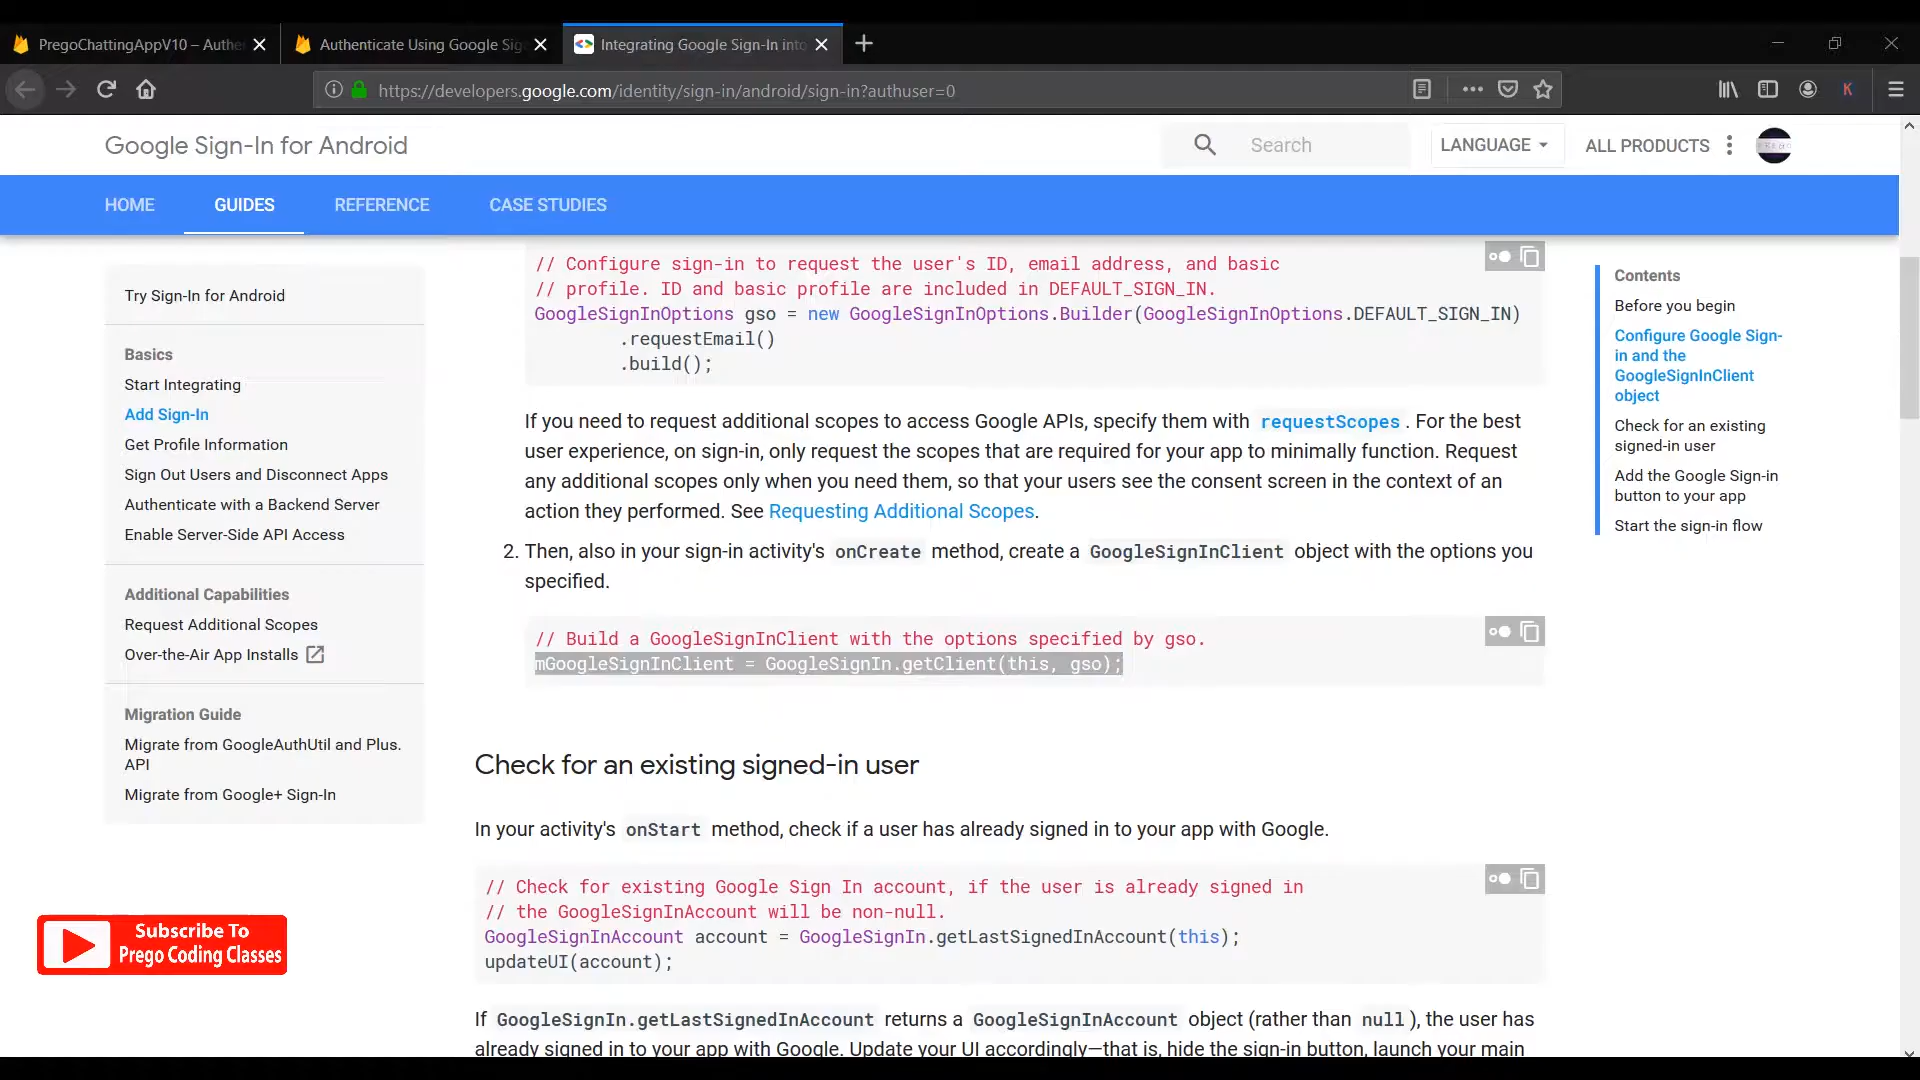 PregoChattingAppV10 – Authe
Authenticate Using Google Sig
Integrating Google Sign-In into
https://developers.google.com/identity/sign-in/android/sign-in?authuser=0
K
Google Sign-In for Android
Search
LANGUAGE
ALL PRODUCTS
HOME
GUIDES
REFERENCE
CASE STUDIES
Try Sign-In for Android
Basics
Start Integrating
Add Sign-In
Get Profile Information
Sign Out Users and Disconnect Apps
Authenticate with a Backend Server
Enable Server-Side API Access
Additional Capabilities
Request Additional Scopes
Over-the-Air App Installs
Migration Guide
Migrate from GoogleAuthUtil and Plus.
API
Migrate from Google+ Sign-In
// Configure sign-in to request the user's ID, email address, and basic
// profile. ID and basic profile are included in DEFAULT_SIGN_IN.
GoogleSignInOptions gso = new GoogleSignInOptions.Builder(GoogleSignInOptions.DEFAULT_SIGN_IN)
.requestEmail()
.build();
If you need to request additional scopes to access Google APIs, specify them with requestScopes. For the best
user experience, on sign-in, only request the scopes that are required for your app to minimally function. Request
any additional scopes only when you need them, so that your users see the consent screen in the context of an
action they performed. See Requesting Additional Scopes.
2. Then, also in your sign-in activity's onCreate method, create a GoogleSignInClient object with the options you
specified.
// Build a GoogleSignInClient with the options specified by gso.
mGoogleSignInClient = GoogleSignIn.getClient(this, gso);
Check for an existing signed-in user
In your activity's onStart method, check if a user has already signed in to your app with Google.
// Check for existing Google Sign In account, if the user is already signed in
// the GoogleSignInAccount will be non-null.
GoogleSignInAccount account = GoogleSignIn.getLastSignedInAccount(this);
updateUI(account);
If GoogleSignIn.getLastSignedInAccount returns a GoogleSignInAccount object (rather than null), the user has
already signed in to your app with Google. Update your UI accordingly—that is, hide the sign-in button, launch your main
Contents
Before you begin
Configure Google Sign-
in and the
GoogleSignInClient
object
Check for an existing
signed-in user
Add the Google Sign-in
button to your app
Start the sign-in flow
Subscribe To
Prego Coding Classes